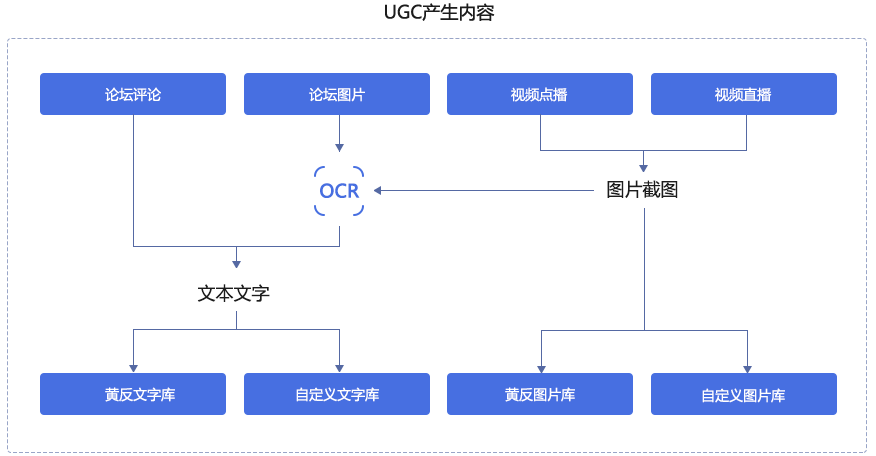 UGC产生内容
论坛评论
论坛图片
视频点播
视频直播
OCR
图片截图
文本文字
黄反文字库
自定义文字库
黄反图片库
自定义图片库